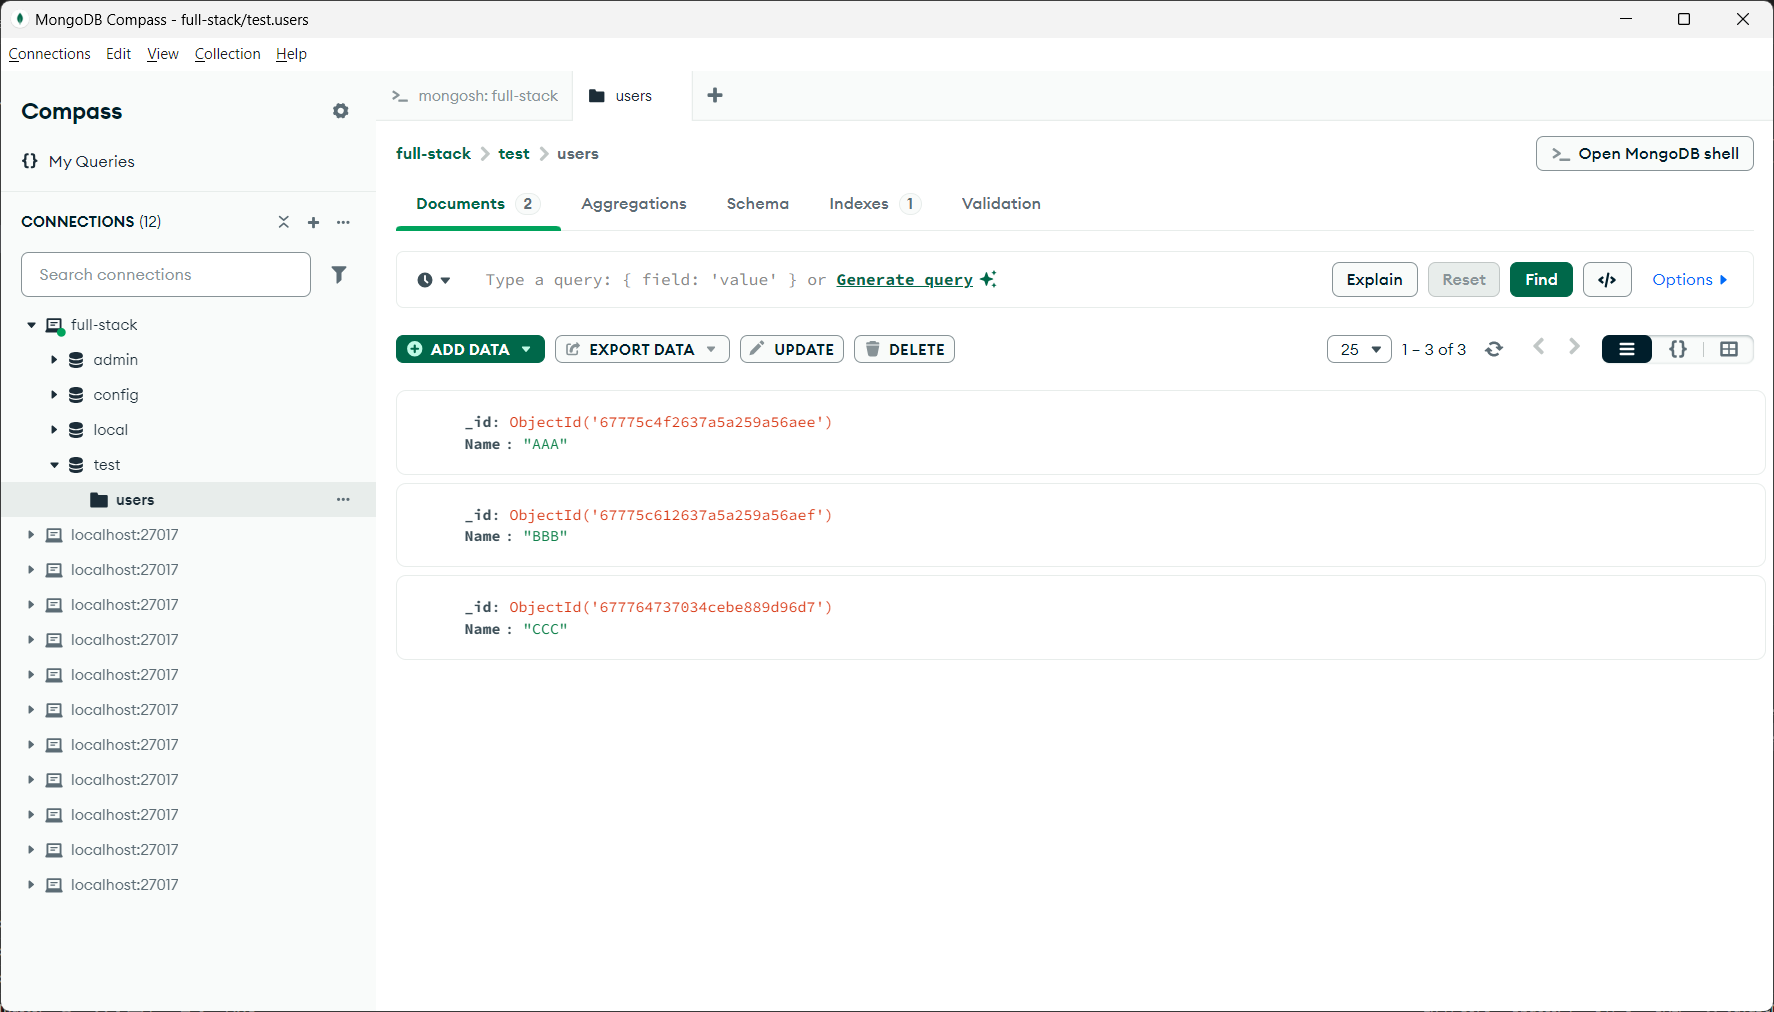 MongoDB Compass - full-stack/test.users
Connections Edit View Collection Help
Compass
{} My Queries
CONNECTIONS (12)
Search connections
full-stack
admin
config
local
test
users
localhost:27017
localhost:27017
localhost:27017
localhost:27017
localhost:27017
localhost:27017
localhost:27017
localhost:27017
localhost:27017
localhost:27017
localhost:27017
>_ mongosh: full-stack users
full-stack > test > users
>_ Open MongoDB shell
Documents 2 Aggregations Schema Indexes 1 Validation
Type a query: { field: 'value' } or Generate query
Explain Reset Find </> Options
ADD DATA EXPORT DATA UPDATE DELETE
25 1 – 3 of 3 {}
_id: ObjectId('67775c4f2637a5a259a56aee')
Name : "AAA"
_id: ObjectId('67775c612637a5a259a56aef')
Name : "BBB"
_id: ObjectId('677764737034cebe889d96d7')
Name : "CCC"